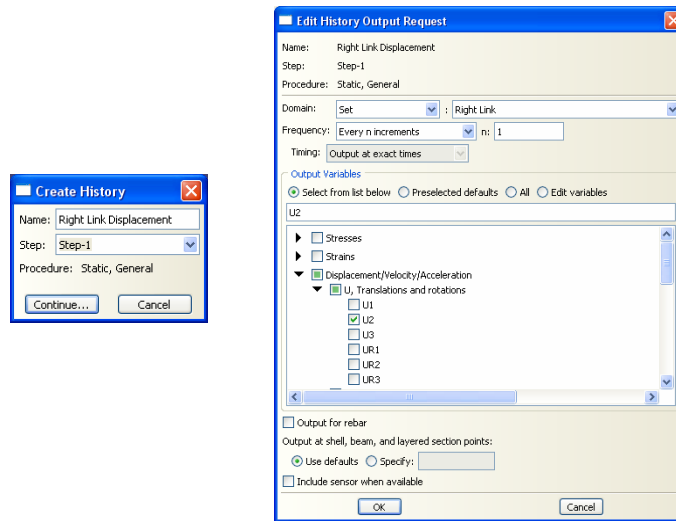 Create History
Name: Right Link Displacement
Step: Step-1
Procedure: Static, General
Continue... Cancel
Edit History Output Request
Name: Right Link Displacement
Step: Step-1
Procedure: Static, General
Domain: Set : Right Link
Frequency: Every n increments n: 1
Timing: Output at exact times
Output Variables
Select from list below Preselected defaults All Edit variables
U2
Stresses
Strains
Displacement/Velocity/Acceleration
U, Translations and rotations
U1
U2
U3
UR1
UR2
UR3
Output for rebar
Output at shell, beam, and layered section points:
Use defaults Specify:
Include sensor when available
OK Cancel